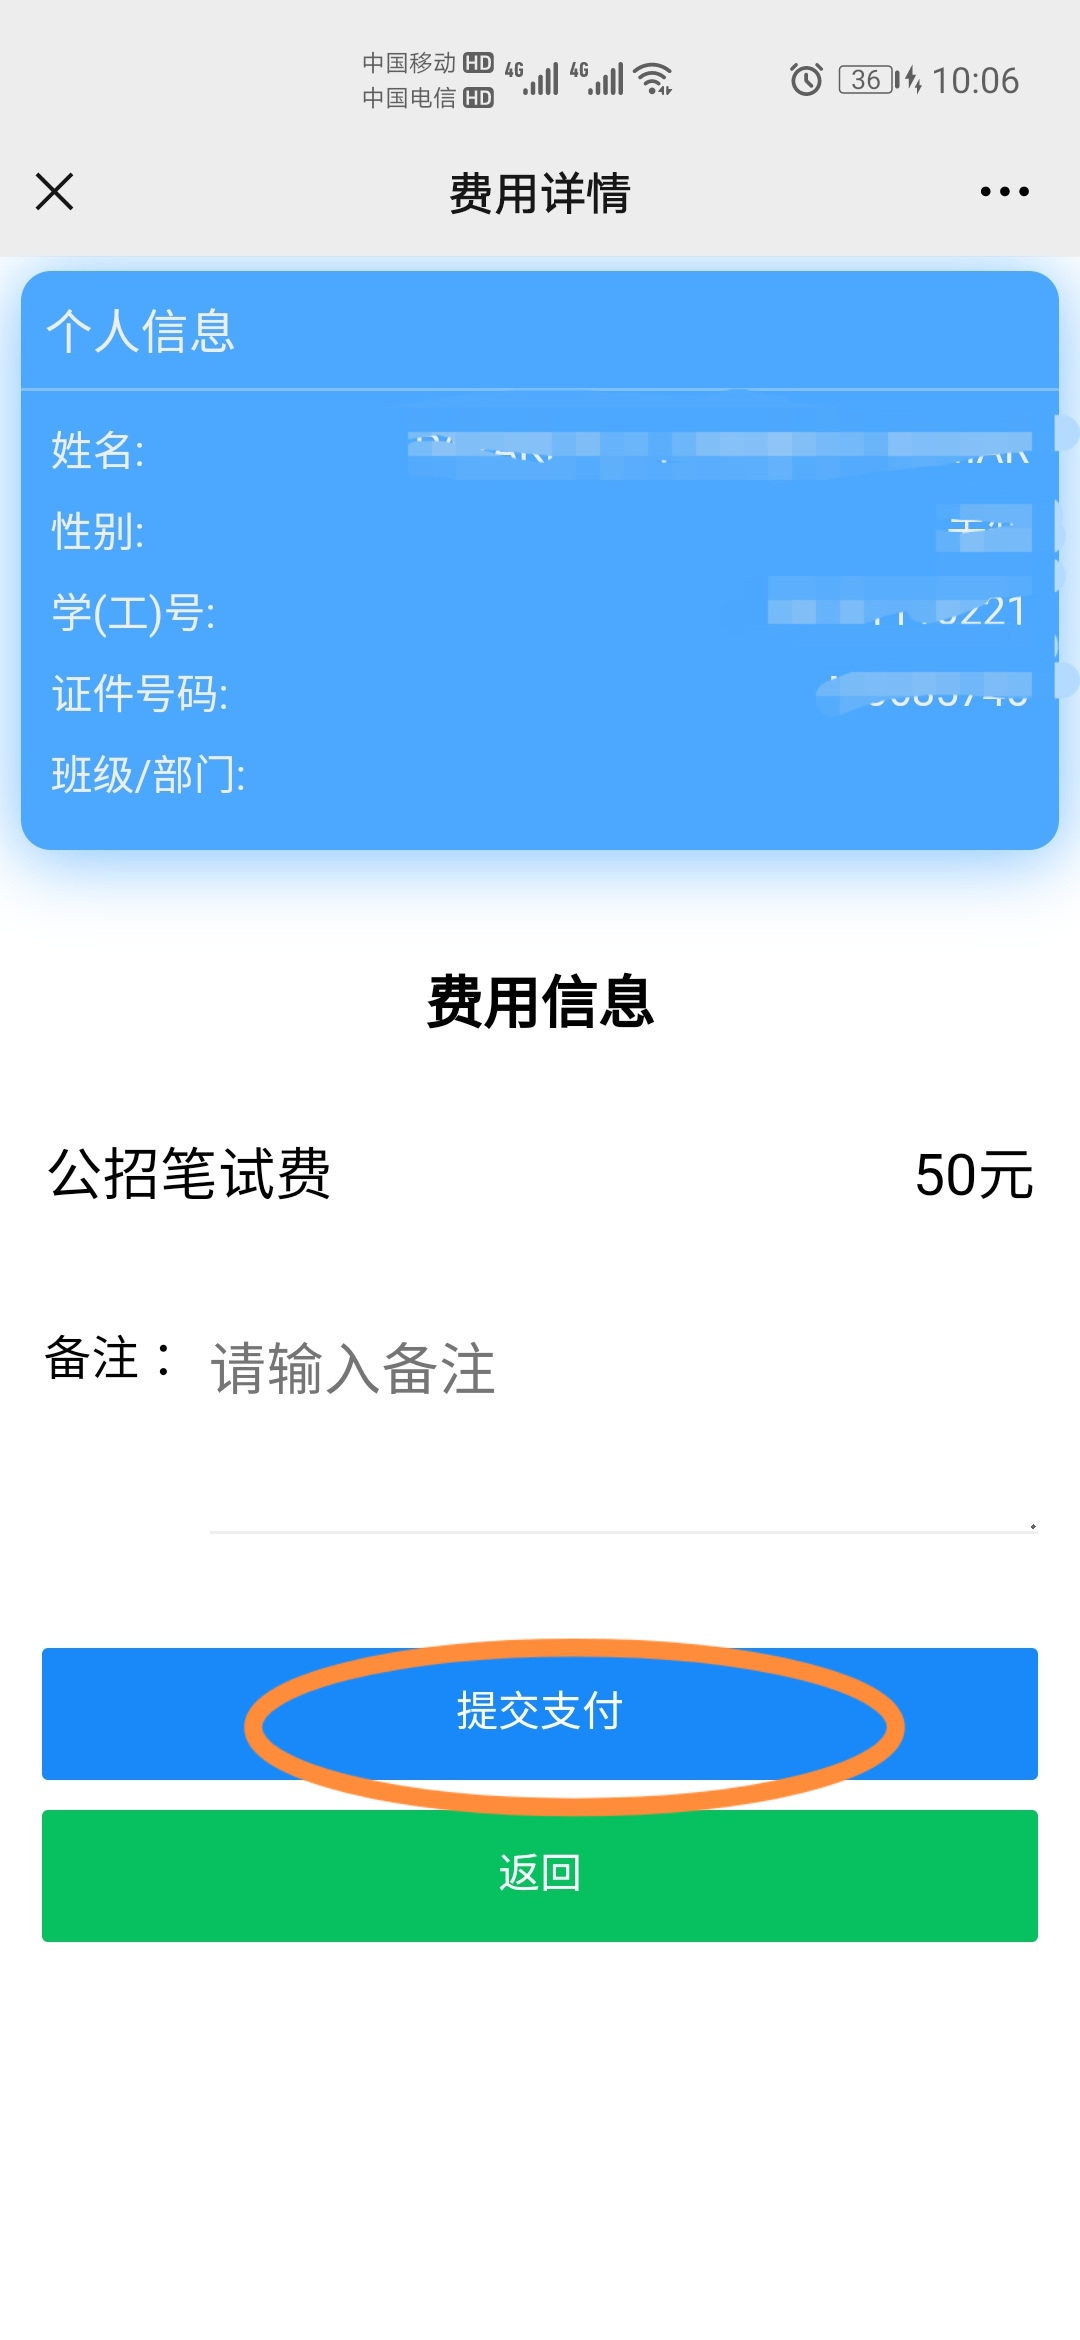 中国移动 HD 4G 4G 36 10:06
中国电信 HD
费用详情
个人信息
姓名:
性别:
学(工)号: 221
证件号码:
班级/部门:
费用信息
公招笔试费 50元
备注： 请输入备注
提交支付
返回